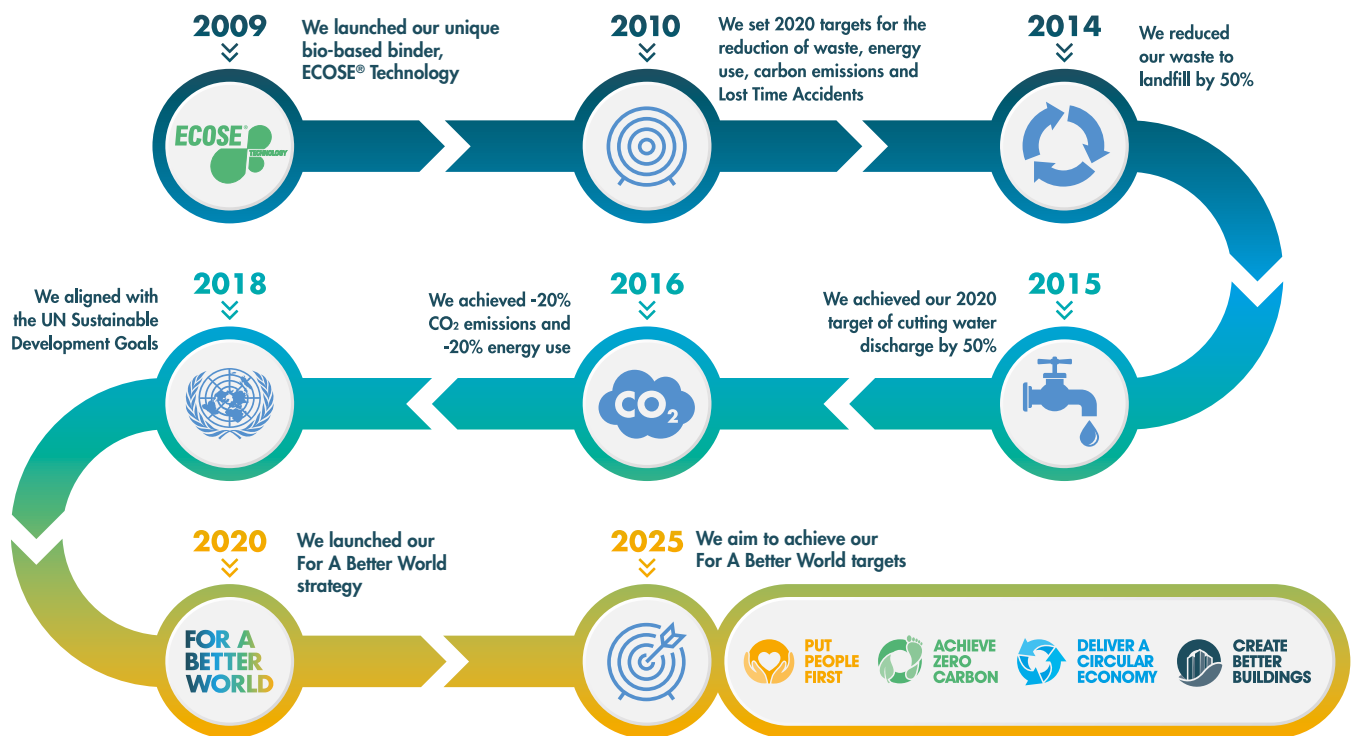 2009
We launched our unique
bio-based binder,
ECOSE® Technology
ECOSE®
TECHNOLOGY
2010
We set 2020 targets for the
reduction of waste, energy
use, carbon emissions and
Lost Time Accidents
2014
We reduced
our waste to
landfill by 50%
2015
We achieved our 2020
target of cutting water
discharge by 50%
2016
We achieved -20%
CO₂ emissions and
-20% energy use
CO₂
2018
We aligned with
the UN Sustainable
Development Goals
2020
We launched our
For A Better World
strategy
FOR A
BETTER
WORLD
2025
We aim to achieve our
For A Better World targets
PUT
PEOPLE
FIRST
ACHIEVE
ZERO
CARBON
DELIVER A
CIRCULAR
ECONOMY
CREATE
BETTER
BUILDINGS